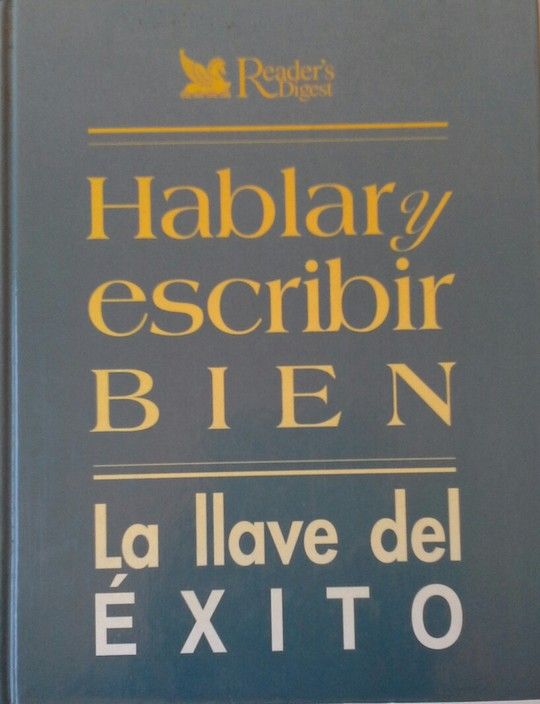 Reader's
Digest
Hablar y
escribir
BIEN
La llave del
ÉXITO